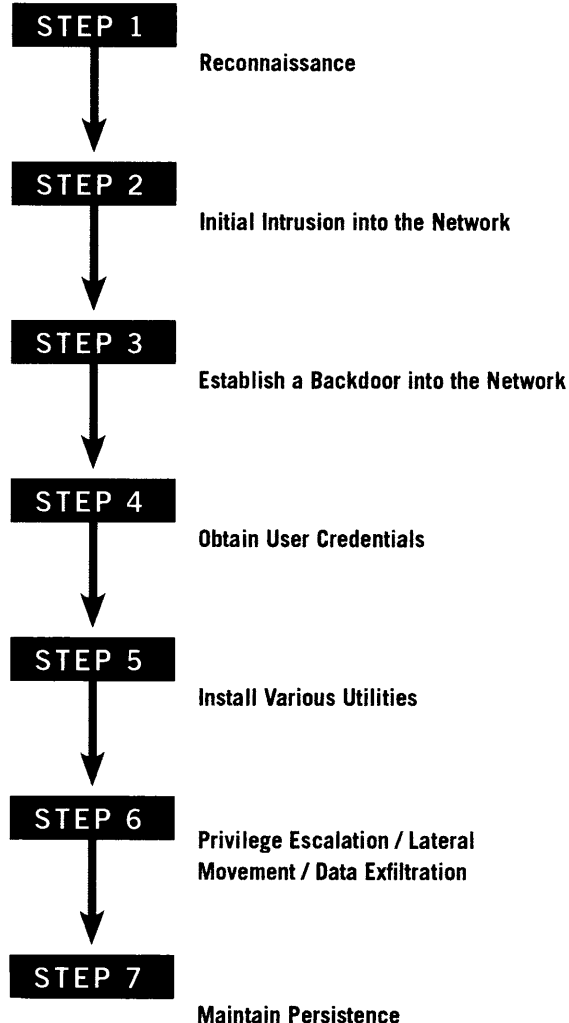 STEP 1
Reconnaissance
STEP 2
Initial Intrusion into the Network
STEP 3
Establish a Backdoor into the Network
STEP 4
Obtain User Credentials
STEP 5
Install Various Utilities
STEP 6
Privilege Escalation / Lateral
Movement / Data Exfiltration
STEP 7
Maintain Persistence